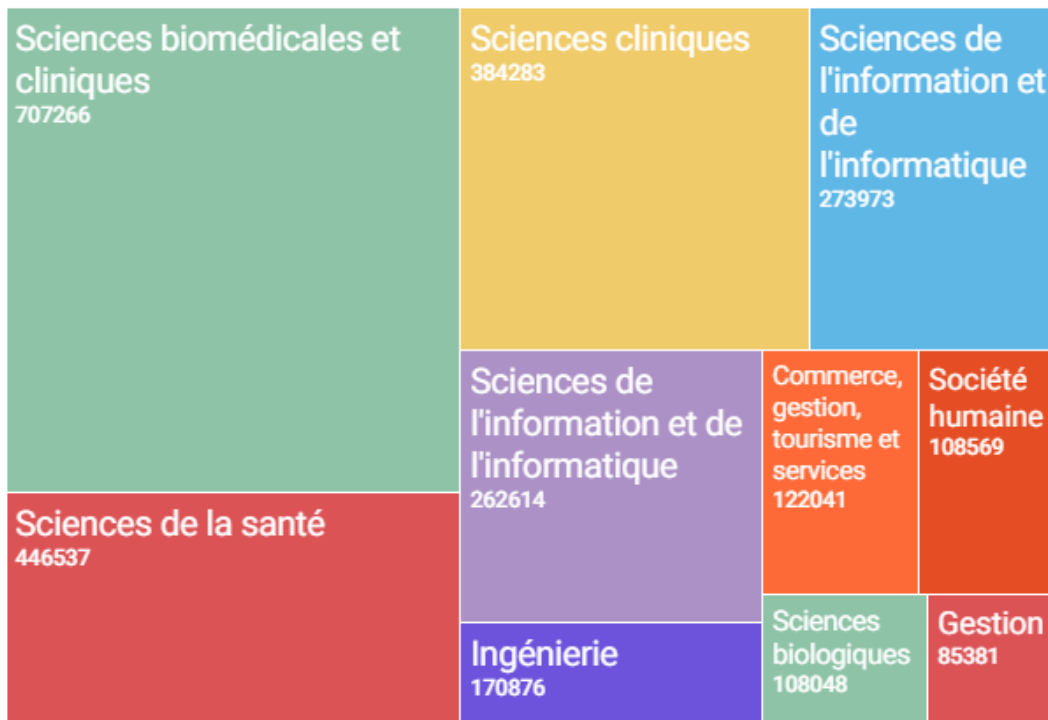 Sciences biomédicales et
cliniques
707266
Sciences de la santé
446537
Sciences cliniques
384283
Sciences de
l'information et
de
l'informatique
273973
Sciences de
l'information et de
l'informatique
262614
Ingénierie
170876
Commerce,
gestion,
tourisme et
services
122041
Société
humaine
108569
Sciences
biologiques
108048
Gestion
85381